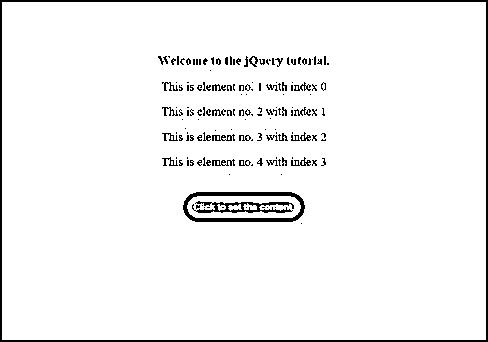 Welcome to the jQuery tutorial.
This is element no. 1 with index 0
This is element no. 2 with index 1
This is element no. 3 with index 2
This is element no. 4 with index 3
Click to set the content